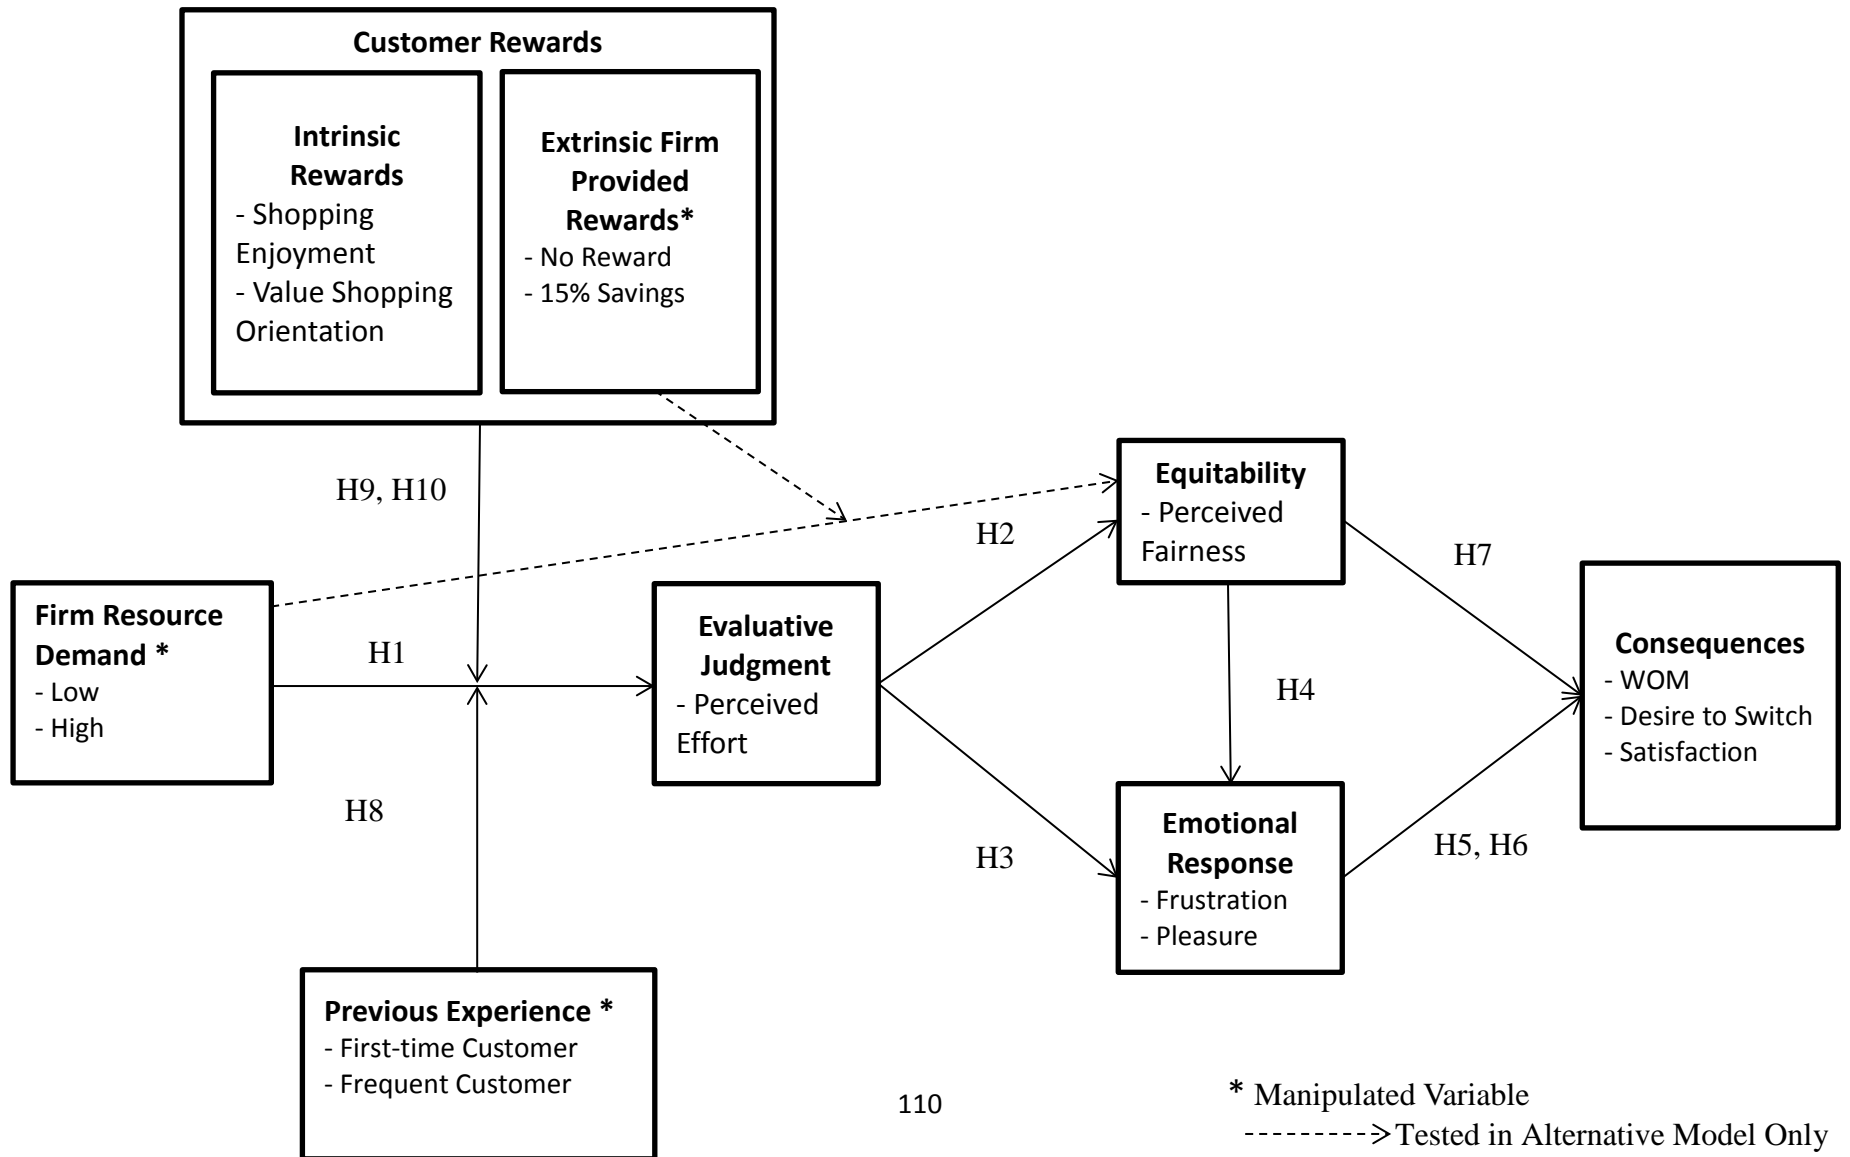 Customer Rewards
Intrinsic
Rewards
- Shopping
Enjoyment
- Value Shopping
Orientation
Extrinsic Firm
Provided
Rewards*
- No Reward
- 15% Savings
H9, H10
Firm Resource
Demand *
- Low
- High
H1
H8
Previous Experience *
- First-time Customer
- Frequent Customer
Evaluative
Judgment
- Perceived
Effort
H2
H3
Equitability
- Perceived
Fairness
H4
Emotional
Response
- Frustration
- Pleasure
H7
H5, H6
Consequences
- WOM
- Desire to Switch
- Satisfaction
110
* Manipulated Variable
Tested in Alternative Model Only